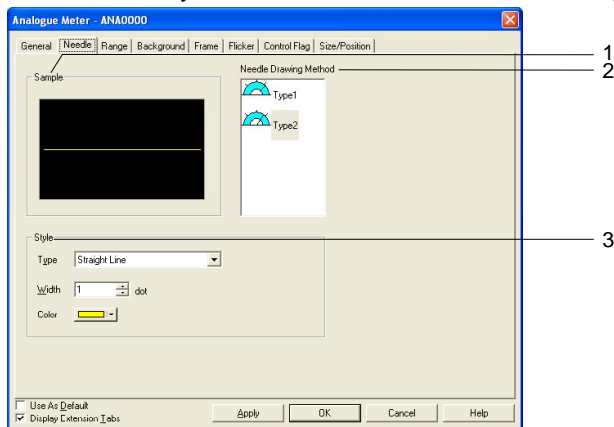 Analogue Meter - ANA0000
General Needle Range Background Frame Flicker Control Flag Size/Position
1
Needle Drawing Method
2
Sample
Type1
Type2
Style
3
Type Straight Line
Width 1 dot
Color
Use As Default
Display Extension Tabs
Apply OK Cancel Help